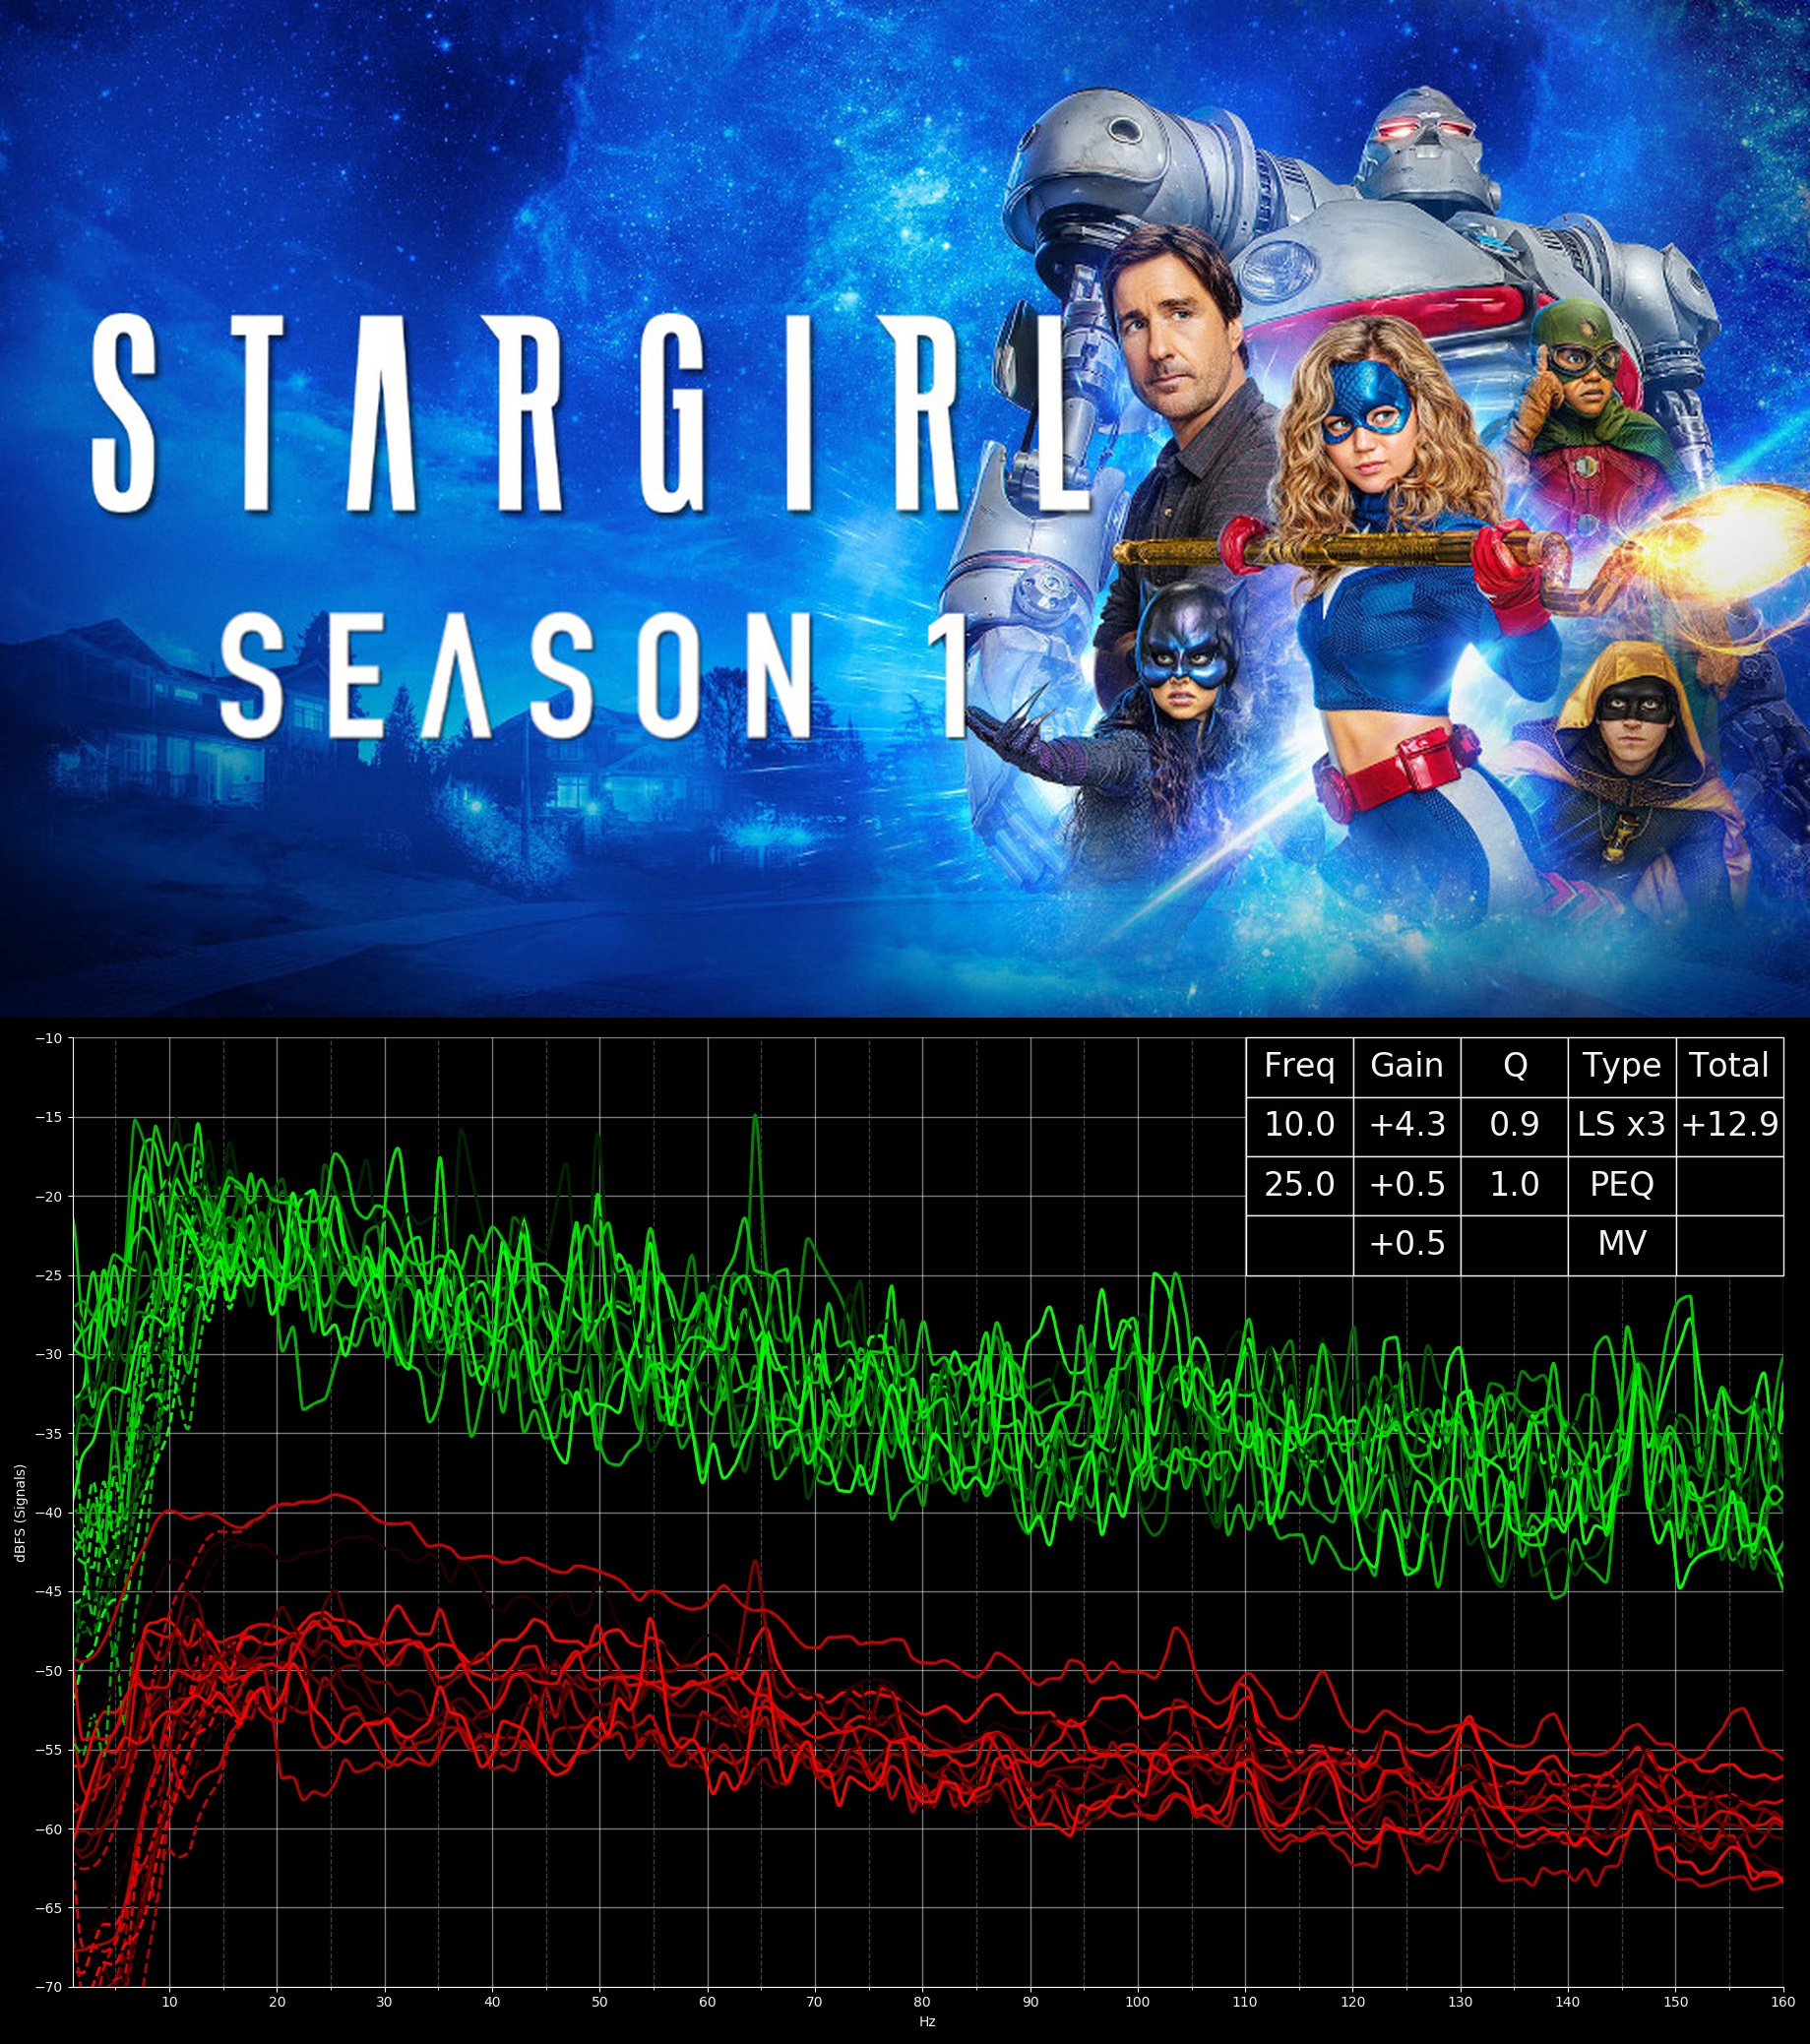 STARGIRL
SEASON 1
Freq Gain Q Type Total
10.0 +4.3 0.9 LS x3 +12.9
25.0 +0.5 1.0 PEQ
+0.5 MV
−10
−15
−20
−25
−30
−35
−40
−45
−50
−55
−60
−65
−70
dBFS (Signals)
10 20 30 40 50 60 70 80 90 100 110 120 130 140 150 160
Hz